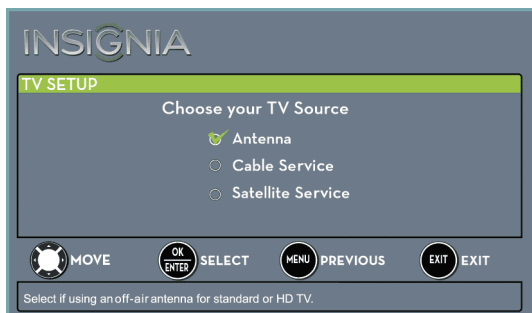 INSIGNIA
TV SETUP
Choose your TV Source
Antenna
Cable Service
Satellite Service
MOVE OK ENTER SELECT MENU PREVIOUS EXIT EXIT
Select if using an off-air antenna for standard or HD TV.